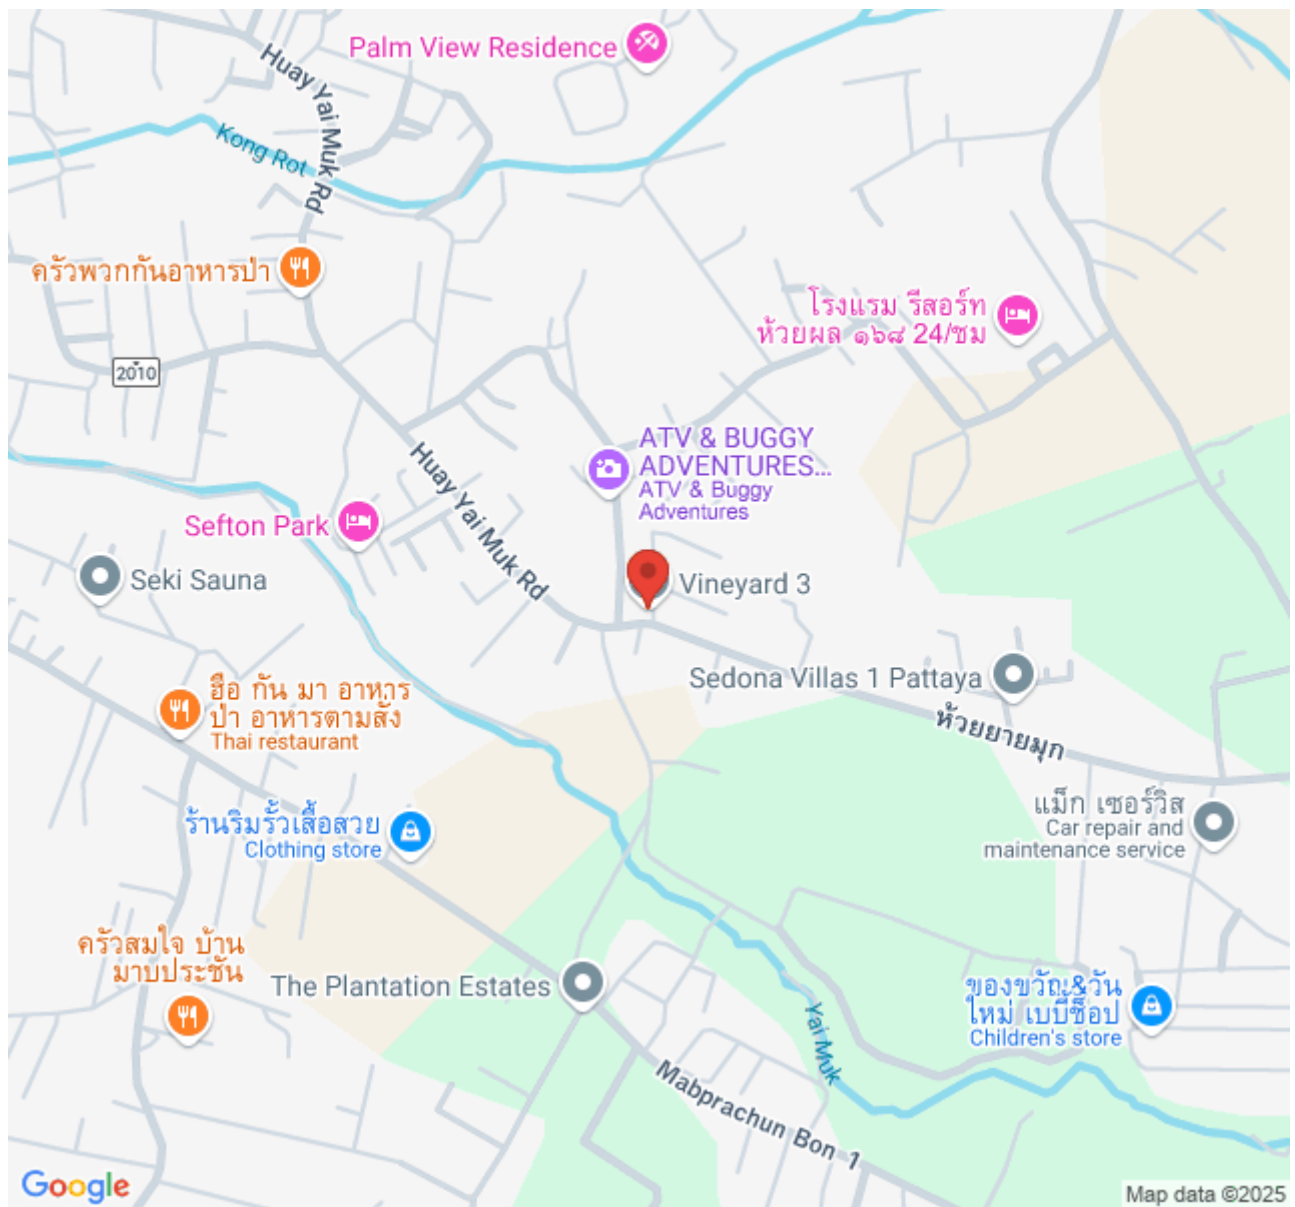 Palm View Residence
Huay Yai Muk Rd
Kong Rot
ครัวพวกกันอาหารป่า
โรงแรม รีสอร์ท
ห้วยผล ๑๖๘ 24/ชม
2010
ATV & BUGGY
ADVENTURES...
ATV & Buggy
Adventures
Huay Yai Muk Rd
Sefton Park
Seki Sauna
Vineyard 3
Sedona Villas 1 Pattaya
ฮือ กัน มา อาหาร
ป่า อาหารตามสั่ง
Thai restaurant
ห้วยยายมุก
แม็ก เซอร์วิส
Car repair and
maintenance service
ร้านริมรั้วเสื้อสวย
Clothing store
ครัวสมใจ บ้าน
มาบประชัน
The Plantation Estates
ของขวัญ&วัน
ใหม่ เบบี้ช็อป
Children's store
Yai Muk
Mabprachun Bon 1
Google
Map data ©2025